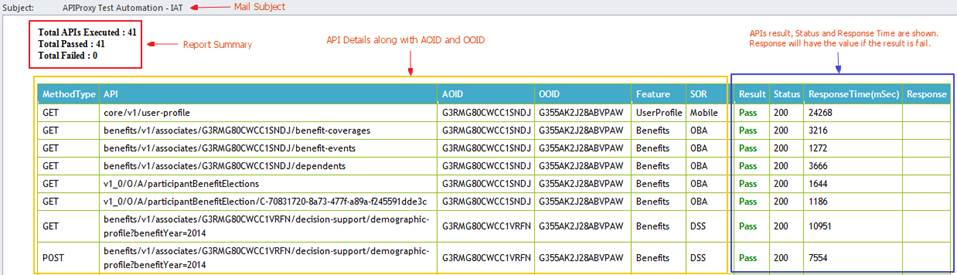 Subject: APIProxy Test Automation - IAT Mail Subject
Total APIs Executed : 41
Total Passed : 41
Total Failed : 0
Report Summary
API Details along with AOID and OOID
APIs result, Status and Response Time are shown.
Response will have the value if the result is fail.
MethodType API AOID OOID Feature SOR Result Status ResponseTime(mSec) Response
GET core/v1/user-profile G3RMG80CWCC1SNDJ G355AK2J28ABVPAW UserProfile Mobile Pass 200 24268
GET benefits/v1/associates/G3RMG80CWCC1SNDJ/benefit-coverages G3RMG80CWCC1SNDJ G355AK2J28ABVPAW Benefits OBA Pass 200 3216
GET benefits/v1/associates/G3RMG80CWCC1SNDJ/benefit-events G3RMG80CWCC1SNDJ G355AK2J28ABVPAW Benefits OBA Pass 200 1272
GET benefits/v1/associates/G3RMG80CWCC1SNDJ/dependents G3RMG80CWCC1SNDJ G355AK2J28ABVPAW Benefits OBA Pass 200 3666
GET v1_0/O/A/participantBenefitElections G3RMG80CWCC1SNDJ G355AK2J28ABVPAW Benefits OBA Pass 200 1644
GET v1_0/O/A/participantBenefitElection/C-70831720-8a73-477f-a89a-f245591dde3c G3RMG80CWCC1SNDJ G355AK2J28ABVPAW Benefits OBA Pass 200 1186
GET benefits/v1/associates/G3RMG80CWCC1VRFN/decision-support/demographic-
profile?benefitYear=2014 G3RMG80CWCC1VRFN G355AK2J28ABVPAW Benefits DSS Pass 200 10951
POST benefits/v1/associates/G3RMG80CWCC1VRFN/decision-support/demographic-
profile?benefitYear=2014 G3RMG80CWCC1VRFN G355AK2J28ABVPAW Benefits DSS Pass 200 7554